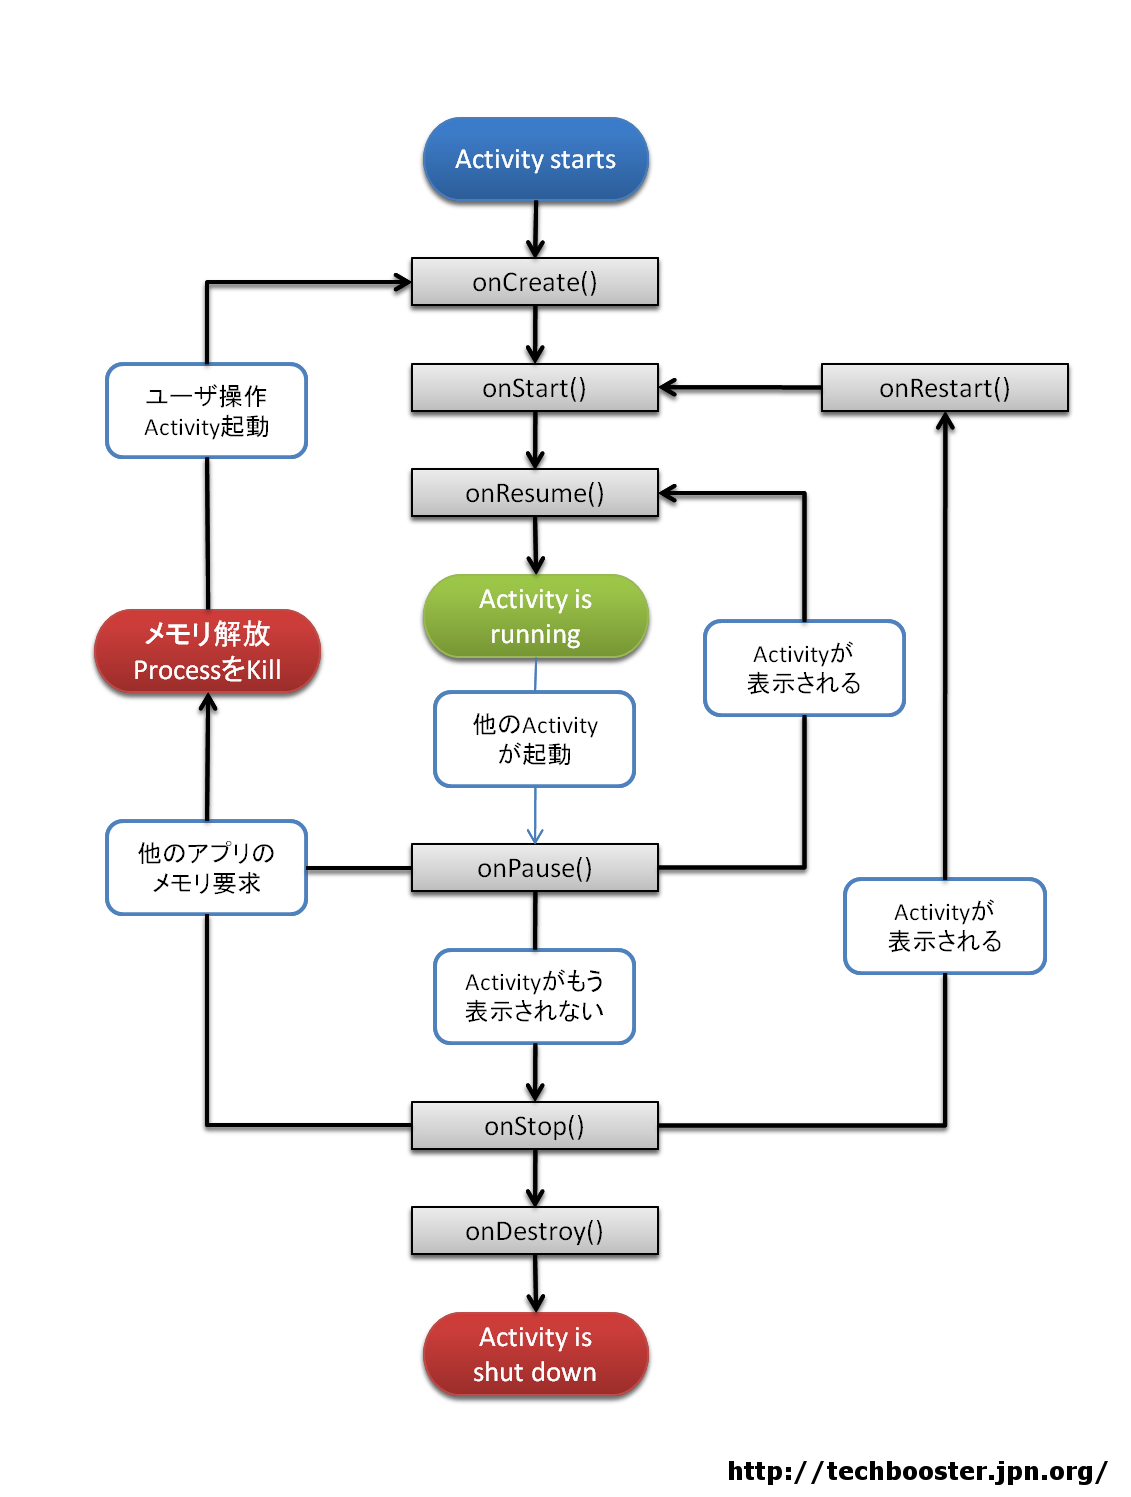 Activity starts
onCreate()
ユーザ操作
Activity起動
onStart()
onRestart()
onResume()
Activity is
running
メモリ解放
ProcessをKill
Activityが
表示される
他のActivity
が起動
他のアプリの
メモリ要求
onPause()
Activityが
表示される
Activityがもう
表示されない
onStop()
onDestroy()
Activity is
shut down
http://techbooster.jpn.org/